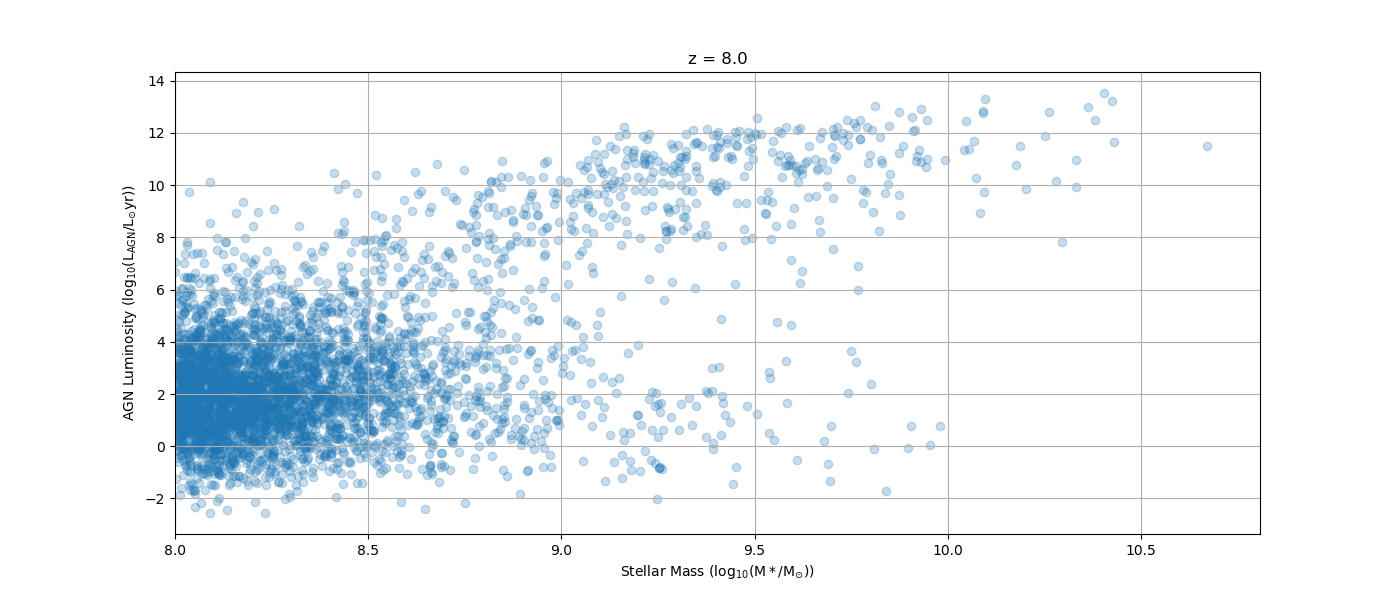 z = 8.0
14
12
10
8
6
4
2
0
−2
AGN Luminosity (log₁₀(L_AGN/L_⊙yr))
8.0 8.5 9.0 9.5 10.0 10.5
Stellar Mass (log₁₀(M*/M_⊙))